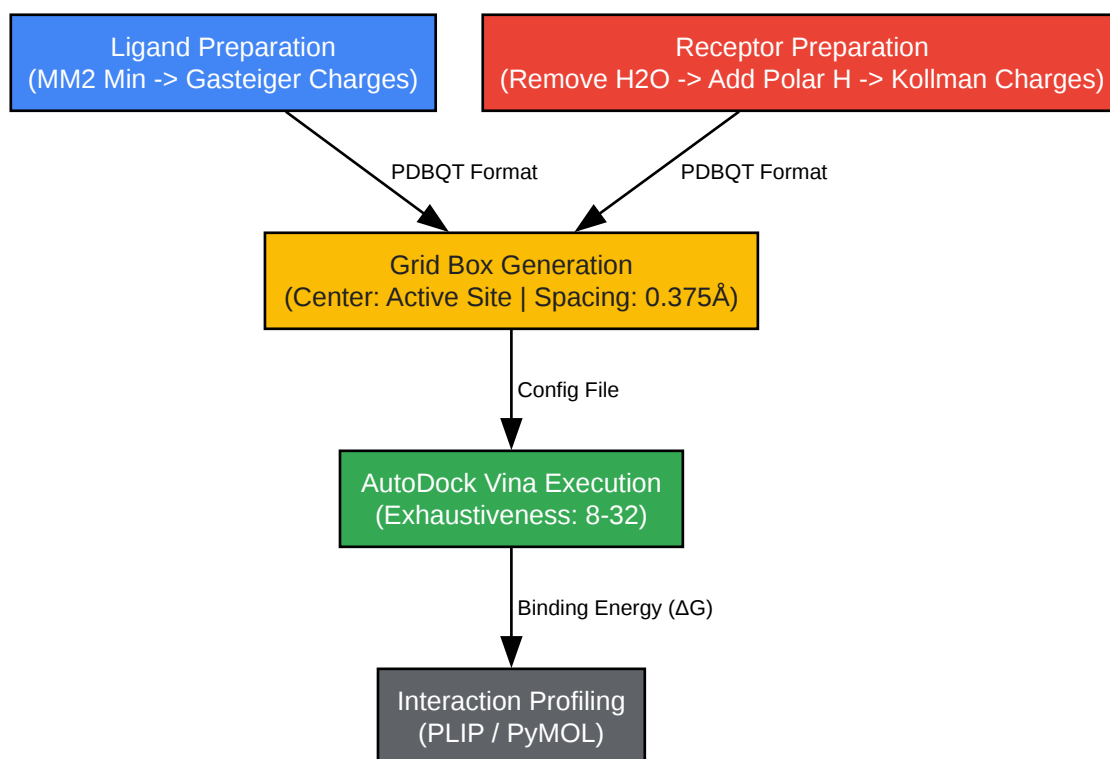 Ligand Preparation
(MM2 Min -> Gasteiger Charges)
Receptor Preparation
(Remove H2O -> Add Polar H -> Kollman Charges)
PDBQT Format
PDBQT Format
Grid Box Generation
(Center: Active Site | Spacing: 0.375Å)
Config File
AutoDock Vina Execution
(Exhaustiveness: 8-32)
Binding Energy (ΔG)
Interaction Profiling
(PLIP / PyMOL)